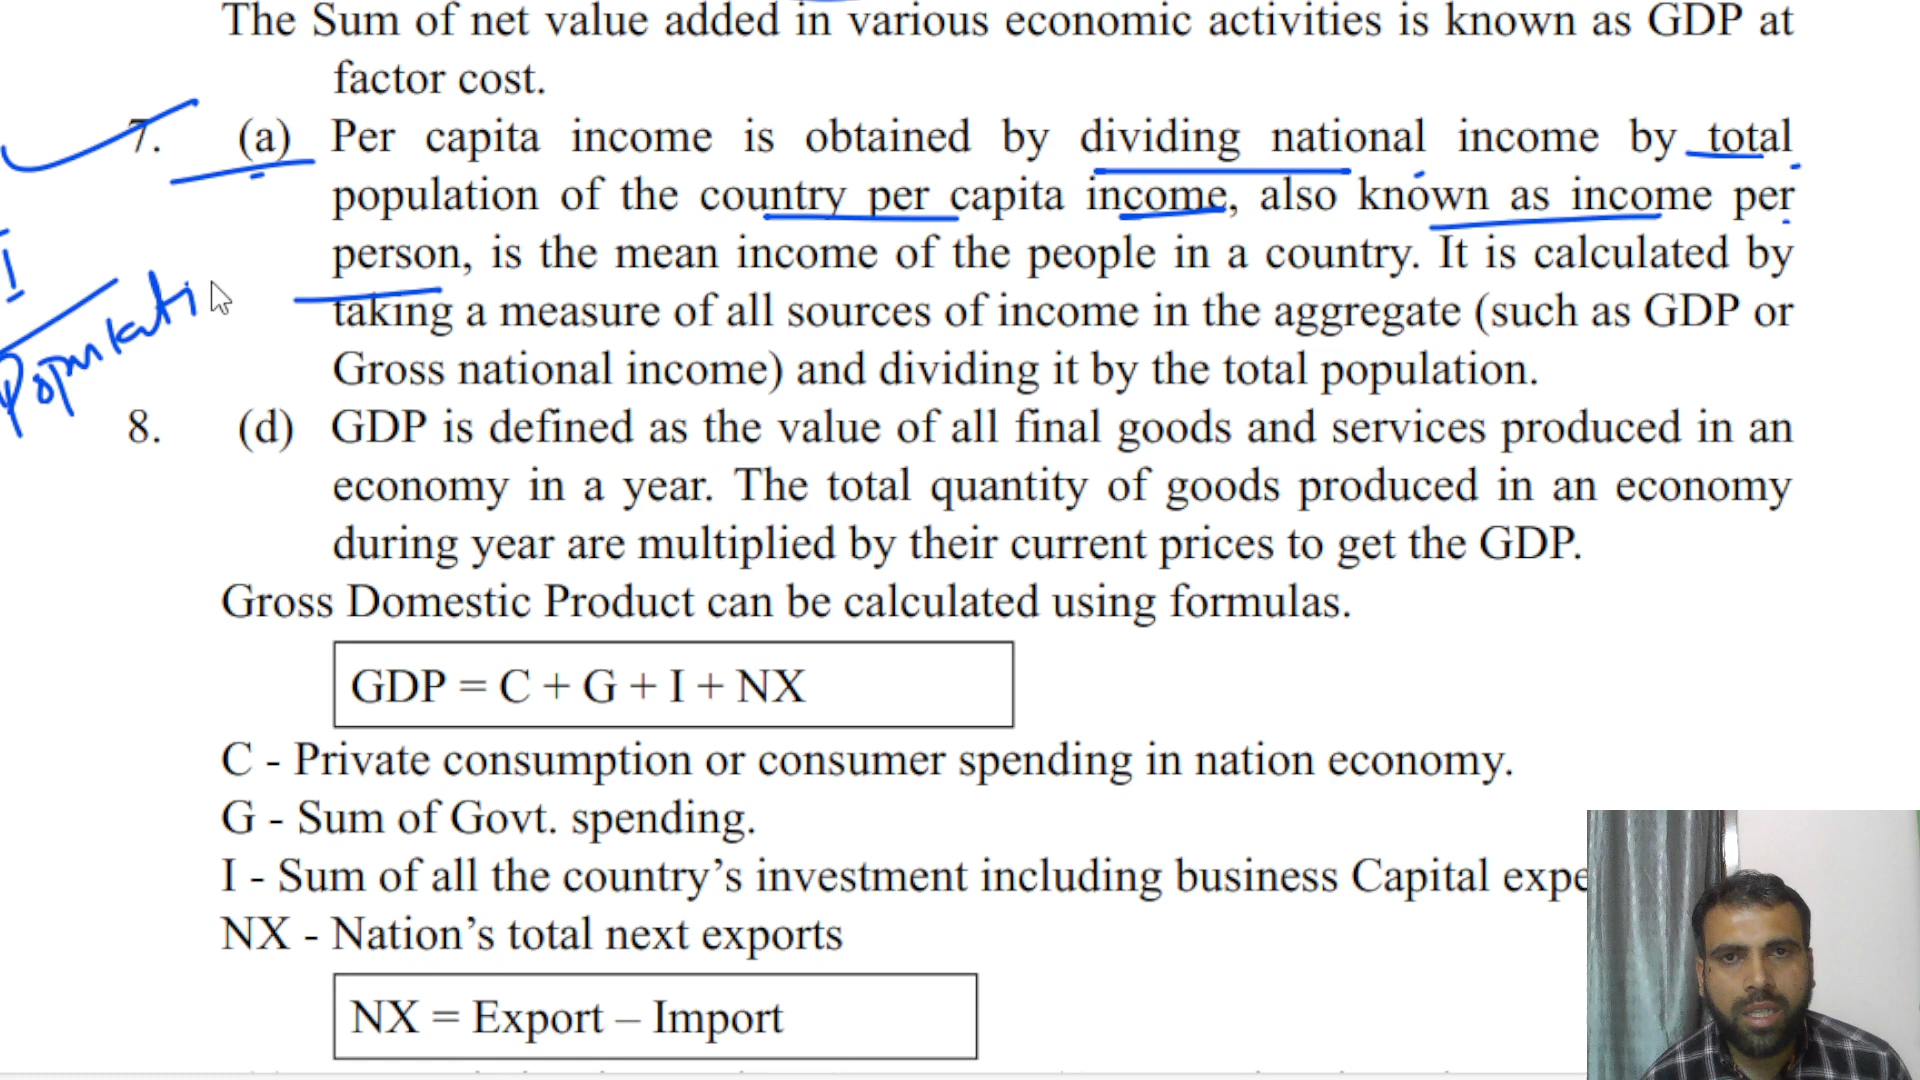 The Sum of net value added in various economic activities is known as GDP at
factor cost.
7. (a) Per capita income is obtained by dividing national income by total
population of the country per capita income, also known as income per
person, is the mean income of the people in a country. It is calculated by
taking a measure of all sources of income in the aggregate (such as GDP or
Gross national income) and dividing it by the total population.
I
Populati
8. (d) GDP is defined as the value of all final goods and services produced in an
economy in a year. The total quantity of goods produced in an economy
during year are multiplied by their current prices to get the GDP.
Gross Domestic Product can be calculated using formulas.
GDP = C + G + I + NX
C - Private consumption or consumer spending in nation economy.
G - Sum of Govt. spending.
I - Sum of all the country’s investment including business Capital expe
NX - Nation’s total next exports
NX = Export – Import